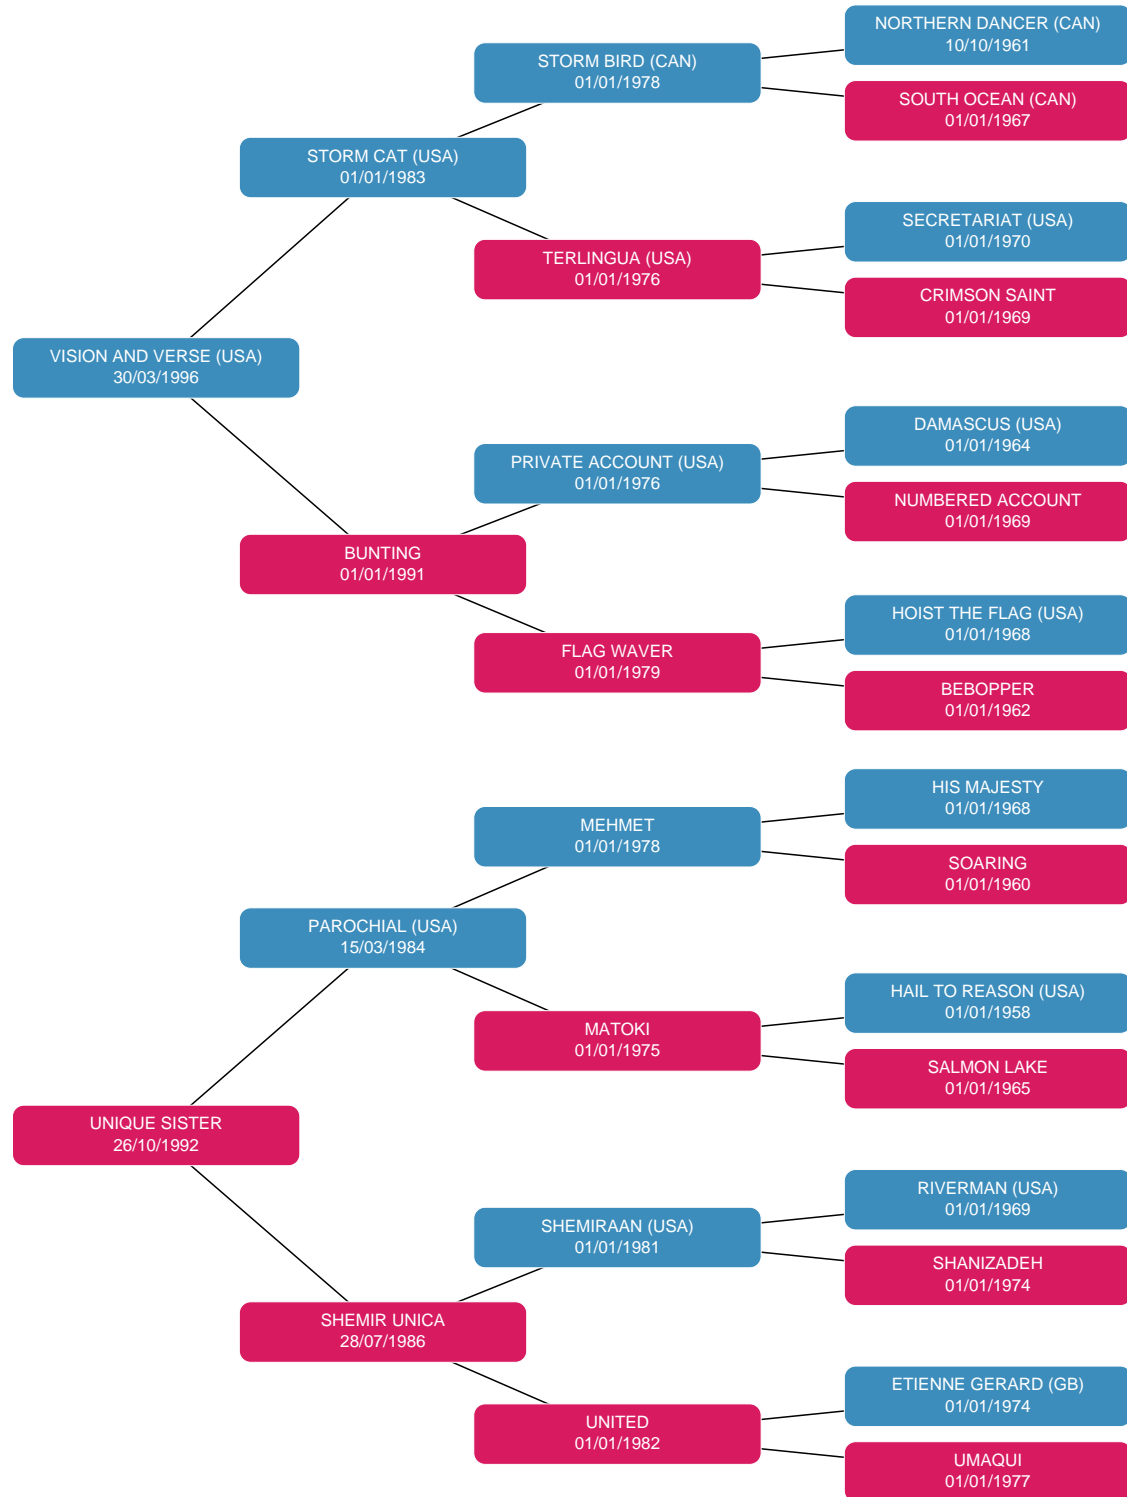 NORTHERN DANCER (CAN)
10/10/1961
STORM BIRD (CAN)
01/01/1978
SOUTH OCEAN (CAN)
01/01/1967
STORM CAT (USA)
01/01/1983
SECRETARIAT (USA)
01/01/1970
TERLINGUA (USA)
01/01/1976
CRIMSON SAINT
01/01/1969
VISION AND VERSE (USA)
30/03/1996
DAMASCUS (USA)
01/01/1964
PRIVATE ACCOUNT (USA)
01/01/1976
NUMBERED ACCOUNT
01/01/1969
BUNTING
01/01/1991
HOIST THE FLAG (USA)
01/01/1968
FLAG WAVER
01/01/1979
BEBOPPER
01/01/1962
HIS MAJESTY
01/01/1968
MEHMET
01/01/1978
SOARING
01/01/1960
PAROCHIAL (USA)
15/03/1984
HAIL TO REASON (USA)
01/01/1958
MATOKI
01/01/1975
SALMON LAKE
01/01/1965
UNIQUE SISTER
26/10/1992
RIVERMAN (USA)
01/01/1969
SHEMIRAAN (USA)
01/01/1981
SHANIZADEH
01/01/1974
SHEMIR UNICA
28/07/1986
ETIENNE GERARD (GB)
01/01/1974
UNITED
01/01/1982
UMAQUI
01/01/1977